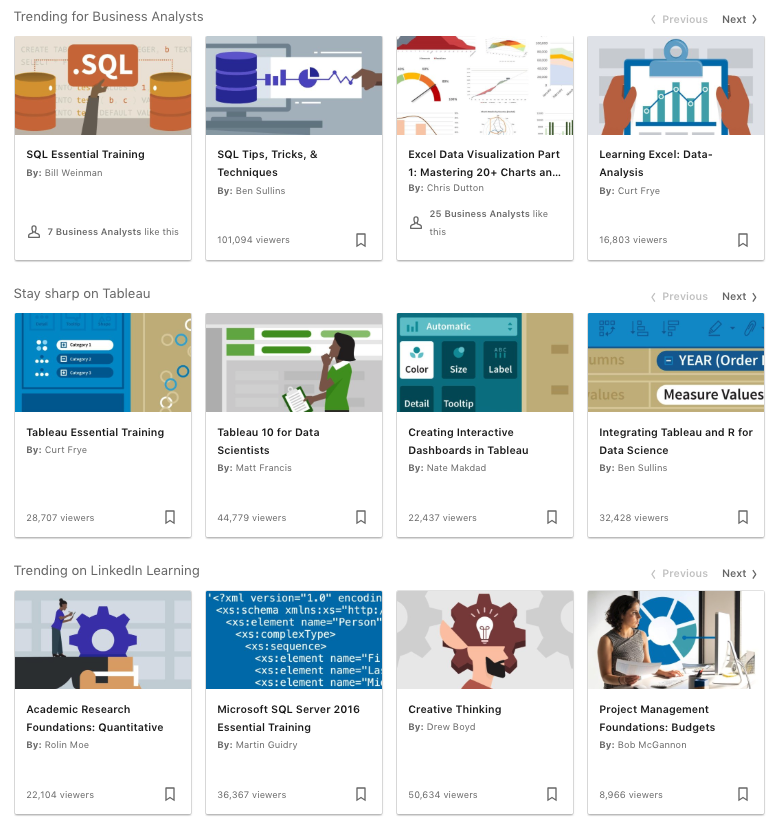 Trending for Business Analysts
Previous Next
.SQL
SQL Essential Training
By: Bill Weinman
7 Business Analysts like this
SQL Tips, Tricks, &
Techniques
By: Ben Sullins
101,094 viewers
Excel Data Visualization Part
1: Mastering 20+ Charts an...
By: Chris Dutton
25 Business Analysts like
this
Learning Excel: Data-
Analysis
By: Curt Frye
16,803 viewers
Stay sharp on Tableau
Previous Next
Category 1
Category 2
Category 3
Tableau Essential Training
By: Curt Frye
28,707 viewers
Tableau 10 for Data
Scientists
By: Matt Francis
44,779 viewers
Automatic
Color Size Label
Detail Tooltip
Creating Interactive
Dashboards in Tableau
By: Nate Makdad
22,437 viewers
umns
YEAR (Order
alues
Measure Values
Integrating Tableau and R for
Data Science
By: Ben Sullins
32,428 viewers
Trending on LinkedIn Learning
Previous Next
Academic Research
Foundations: Quantitative
By: Rolin Moe
22,104 viewers
<?xml version="1.0" encodin
<xs:schema xmlns:xs="http:/
<xs:element name="Person"
<xs:complexType>
<xs:sequence>
<xs:element name="Fi
<xs:element name="Las
<xs:element name="Mi
Microsoft SQL Server 2016
Essential Training
By: Martin Guidry
36,367 viewers
Creative Thinking
By: Drew Boyd
50,634 viewers
Project Management
Foundations: Budgets
By: Bob McGannon
8,966 viewers